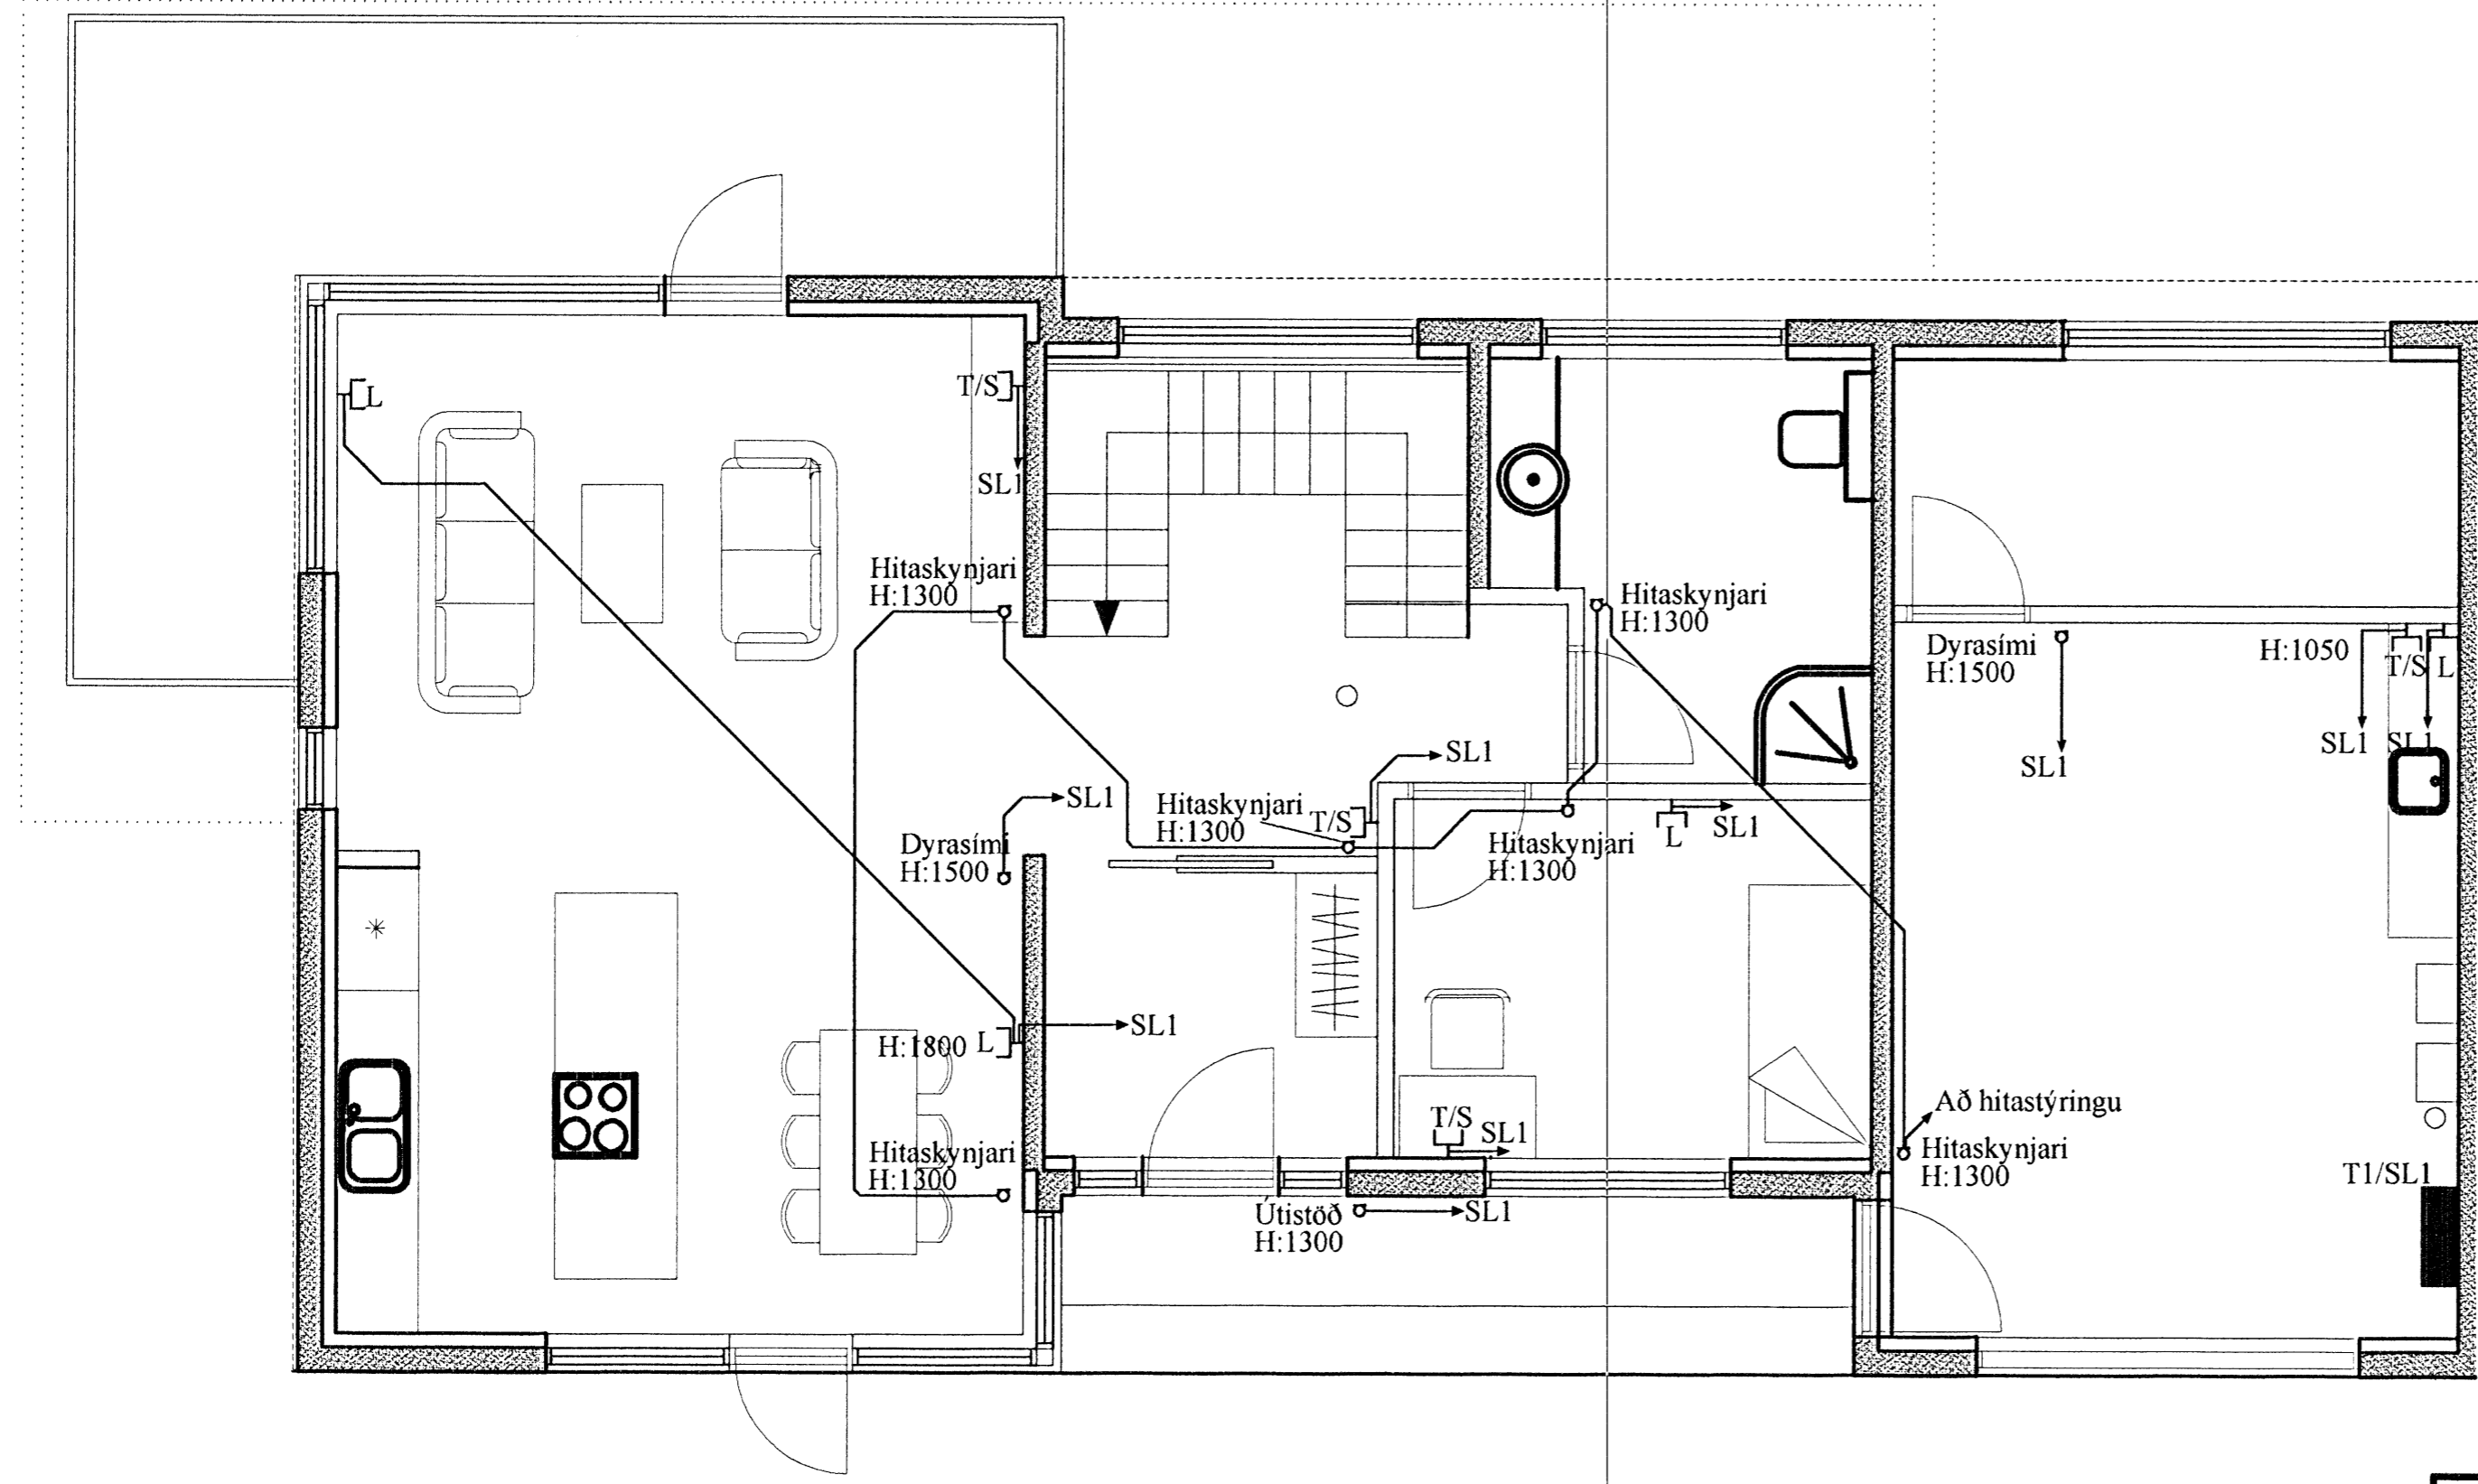 L
T/S
SL1
Hitaskynjari
H:1300
Hitaskynjari
H:1300
Dyrasími
H:1500
SL1
H:1050
T/S
L
SL1
SL1
SL1
SL1
Hitaskynjari
H:1300
T/S
Hitaskynjari
H:1300
L
SL1
Dyrasími
H:1500
H:1800
L
SL1
Hitaskynjari
H:1300
T/S
SL1
Útistöð
H:1300
SL1
Að hitastýringu
Hitaskynjari
H:1300
T1/SL1